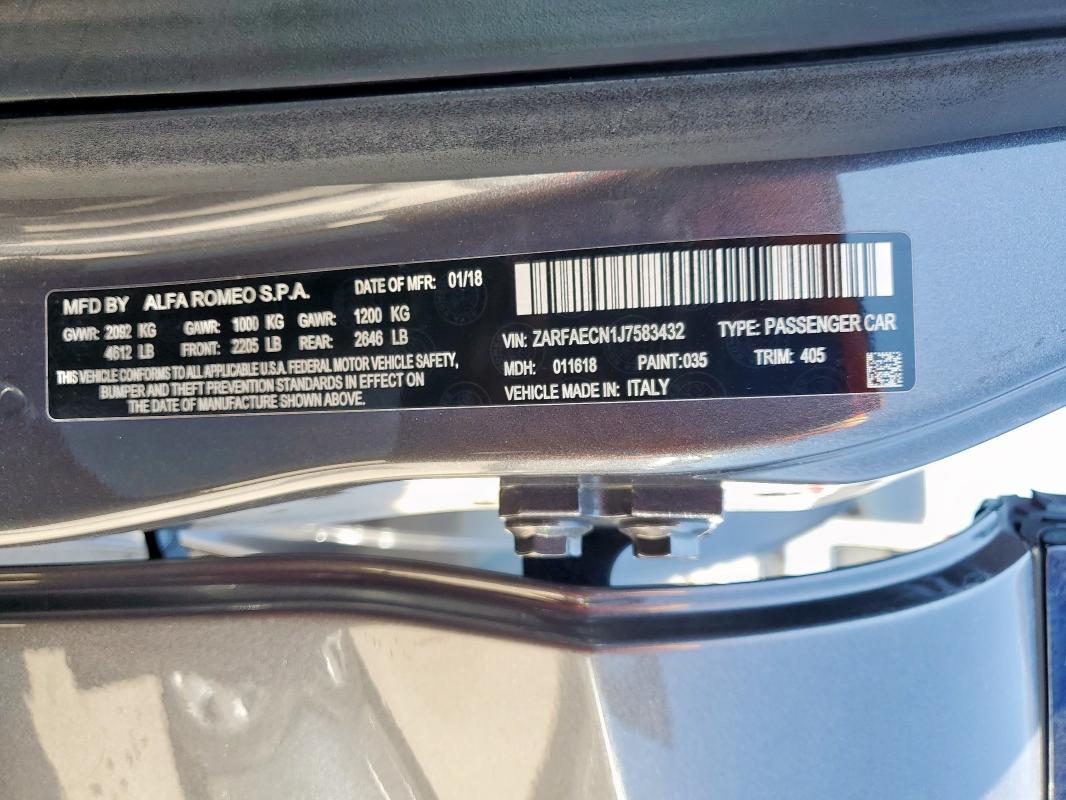 MFD BY ALFA ROMEO S.P.A. DATE OF MFR: 01/18
GVWR: 2092 KG GAWR: 1000 KG GAWR: 1200 KG
4612 LB FRONT: 2205 LB REAR: 2646 LB
THIS VEHICLE CONFORMS TO ALL APPLICABLE U.S.A. FEDERAL MOTOR VEHICLE SAFETY,
BUMPER AND THEFT PREVENTION STANDARDS IN EFFECT ON
THE DATE OF MANUFACTURE SHOWN ABOVE.
VIN: ZARFAECN1J7583432 TYPE: PASSENGER CAR
MDH: 011618 PAINT:035 TRIM: 405
VEHICLE MADE IN: ITALY